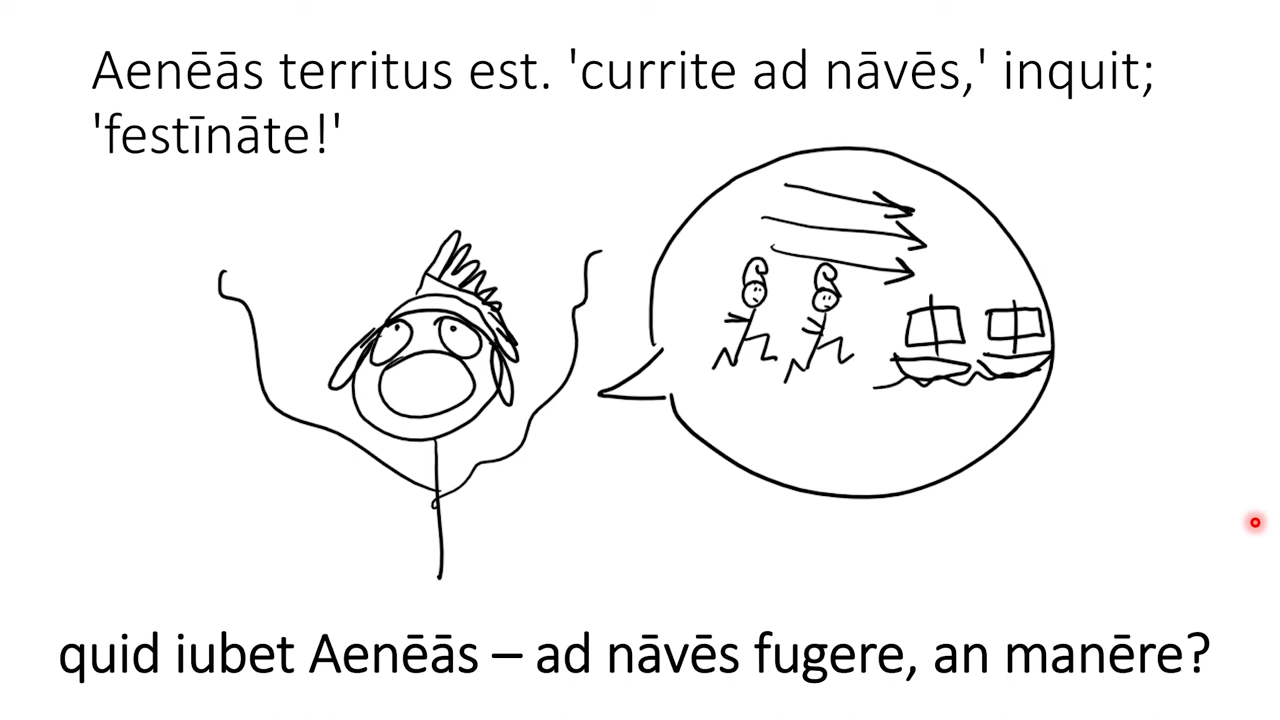 Aenēās territus est. 'currite ad nāvēs,' inquit;
'festīnāte!'
quid iubet Aenēās – ad nāvēs fugere, an manēre?